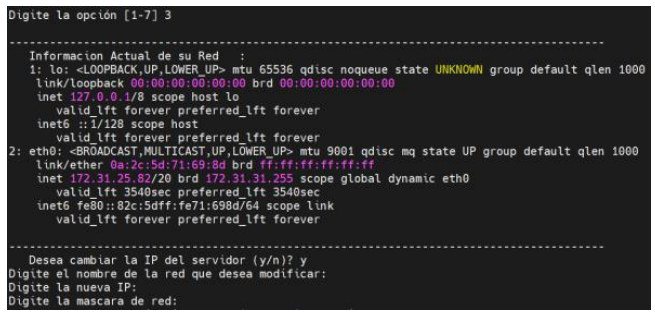 Digite la opción [1-7] 3
--------------------------------------------------------------------------------
Informacion Actual de su Red :
1: lo: <LOOPBACK,UP,LOWER_UP> mtu 65536 qdisc noqueue state UNKNOWN group default qlen 1000
link/loopback 00:00:00:00:00:00 brd 00:00:00:00:00:00
inet 127.0.0.1/8 scope host lo
valid_lft forever preferred_lft forever
inet6 ::1/128 scope host
valid_lft forever preferred_lft forever
2: eth0: <BROADCAST,MULTICAST,UP,LOWER_UP> mtu 9001 qdisc mq state UP group default qlen 1000
link/ether 0a:2c:5d:71:69:8d brd ff:ff:ff:ff:ff:ff
inet 172.31.25.82/20 brd 172.31.31.255 scope global dynamic eth0
valid_lft 3540sec preferred_lft 3540sec
inet6 fe80::82c:5dff:fe71:698d/64 scope link
valid_lft forever preferred_lft forever
--------------------------------------------------------------------------------
Desea cambiar la IP del servidor (y/n)? y
Digite el nombre de la red que desea modificar:
Digite la nueva IP:
Digite la mascara de red: